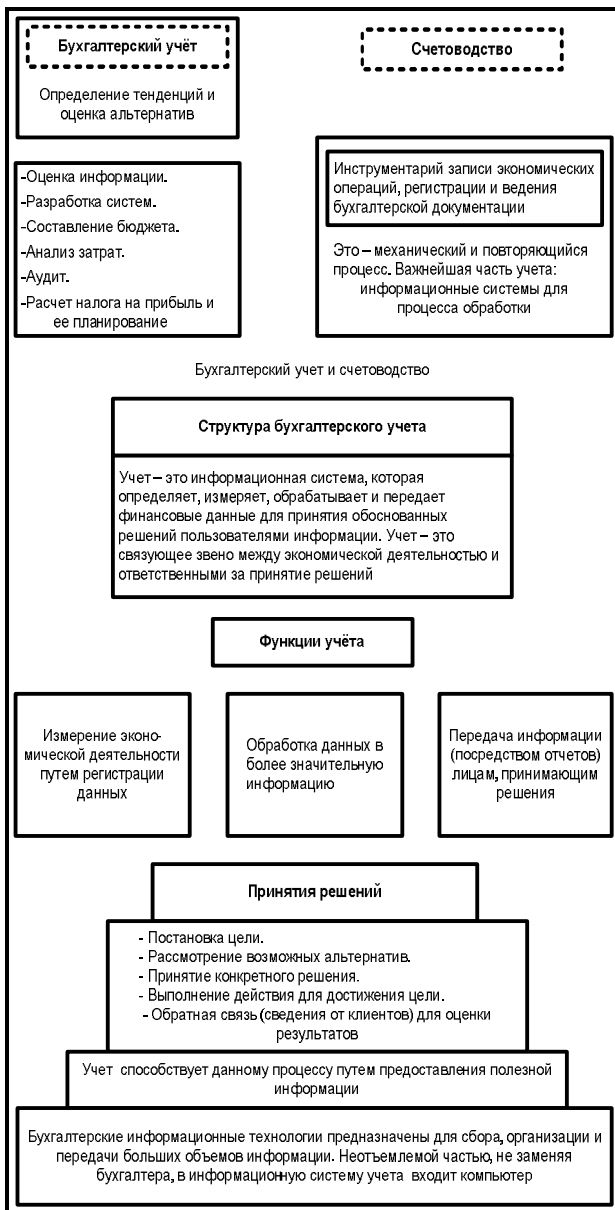 Бухгалтерский учёт
Определение тенденций и
оценка альтернатив
-Оценка информации.
-Разработка систем.
-Составление бюджета.
-Анализ затрат.
-Аудит.
-Расчет налога на прибыль и
ее планирование
Счетоводство
Инструментарий записи экономических
операций, регистрации и ведения
бухгалтерской документации
Это – механический и повторяющийся
процесс. Важнейшая часть учета:
информационные системы для
процесса обработки
Бухгалтерский учет и счетоводство
Структура бухгалтерского учета
Учет – это информационная система, которая
определяет, измеряет, обрабатывает и передает
финансовые данные для принятия обоснованных
решений пользователями информации. Учет – это
связующее звено между экономической деятельностью и
ответственными за принятие решений
Функции учёта
Измерение эконо-
мической деятельности
путем регистрации
данных
Обработка данных в
более значительную
информацию
Передача информации
(посредством отчетов)
лицам, принимающим
решения
Принятия решений
- Постановка цели.
- Рассмотрение возможных альтернатив.
- Принятие конкретного решения.
- Выполнение действия для достижения цели.
- Обратная связь (сведения от клиентов) для оценки
результатов
Учет способствует данному процессу путем предоставления полезной
информации
Бухгалтерские информационные технологии предназначены для сбора, организации и
передачи больших объемов информации. Неотъемлемой частью, не заменяя
бухгалтера, в информационную систему учета входит компьютер